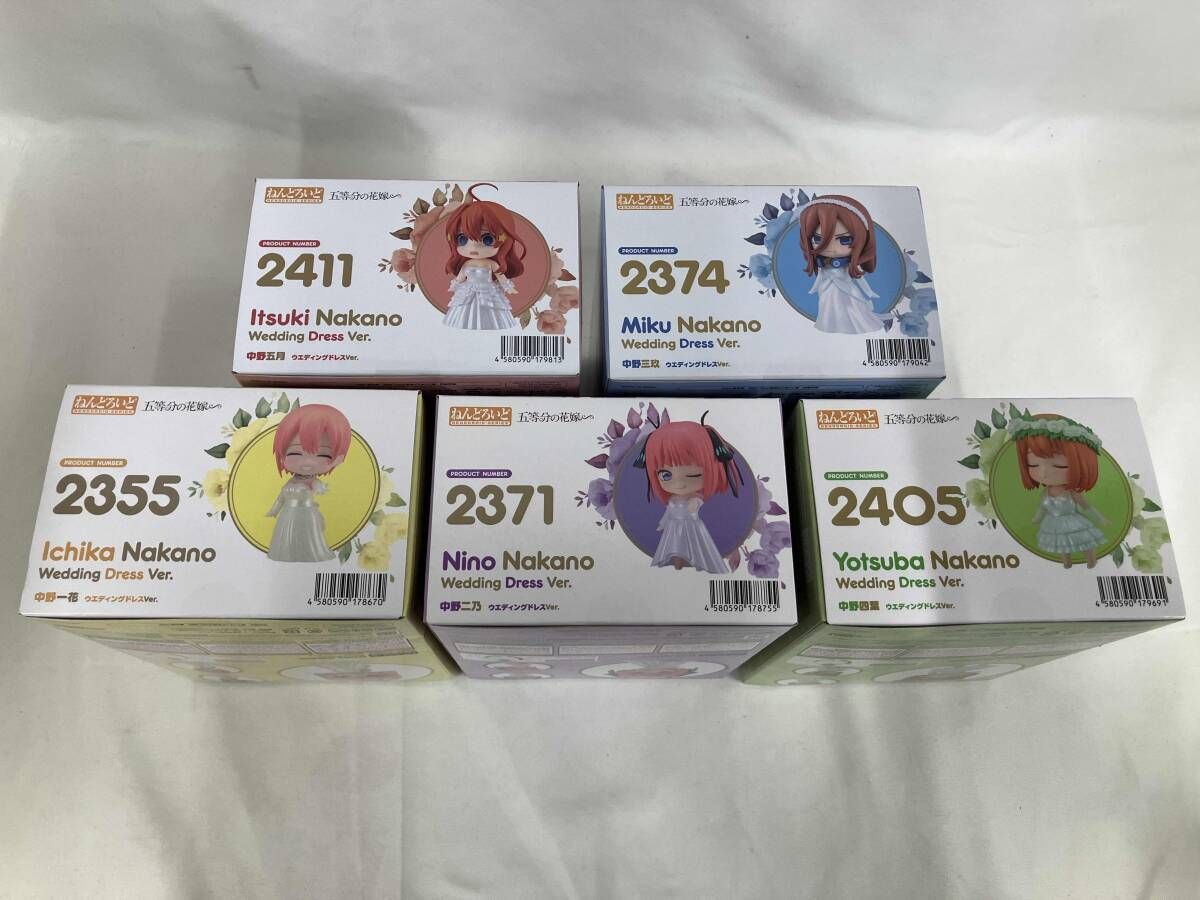 ねんどろいど
NENDOROID SERIES
五等分の花嫁
PRODUCT NUMBER
2411
Itsuki Nakano
Wedding Dress Ver.
中野五月 ウエディングドレスVer.
4 580590 179813
ねんどろいど
NENDOROID SERIES
五等分の花嫁
PRODUCT NUMBER
2374
Miku Nakano
Wedding Dress Ver.
中野三玖 ウエディングドレスVer.
4 580590 179042
ねんどろいど
NENDOROID SERIES
五等分の花嫁
PRODUCT NUMBER
2355
Ichika Nakano
Wedding Dress Ver.
中野一花 ウエディングドレスVer.
4 580590 178670
ねんどろいど
NENDOROID SERIES
五等分の花嫁
PRODUCT NUMBER
2371
Nino Nakano
Wedding Dress Ver.
中野二乃 ウエディングドレスVer.
4 580590 178755
ねんどろいど
NENDOROID SERIES
五等分の花嫁
PRODUCT NUMBER
2405
Yotsuba Nakano
Wedding Dress Ver.
中野四葉 ウエディングドレスVer.
4 580590 179691